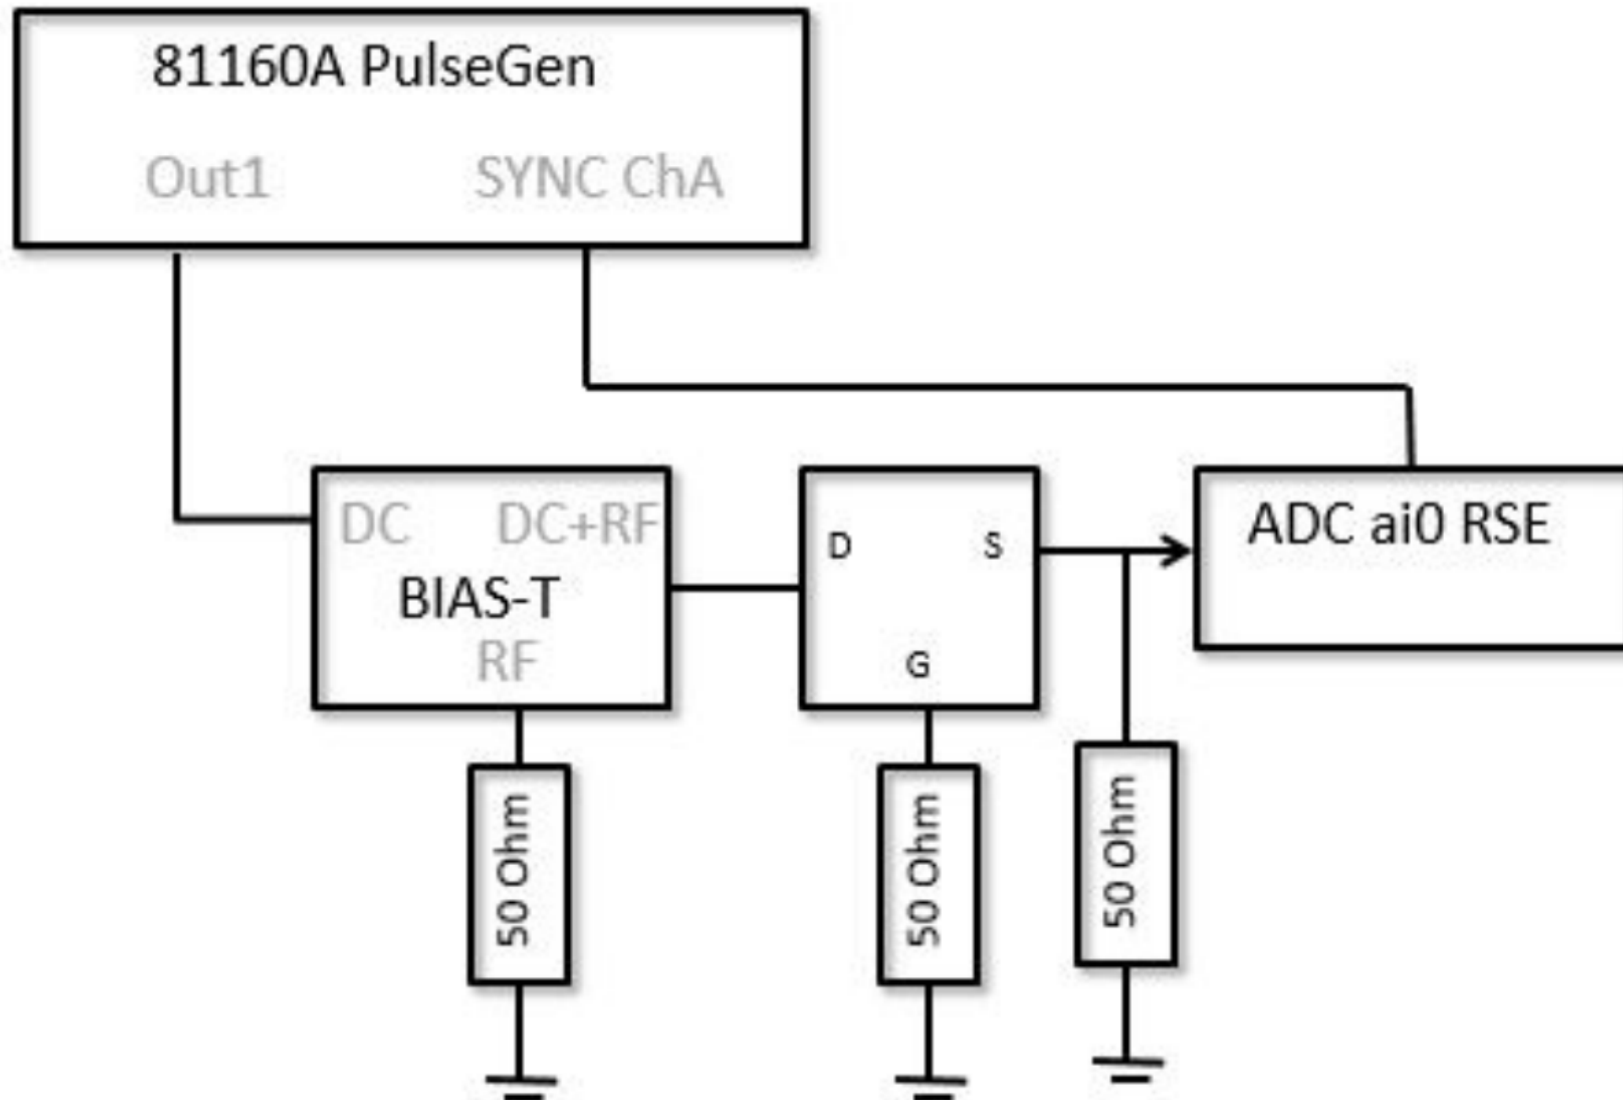 81160A PulseGen
Out1 SYNC ChA
DC DC+RF
BIAS-T
RF
D S
G
ADC ai0 RSE
50 Ohm
50 Ohm
50 Ohm